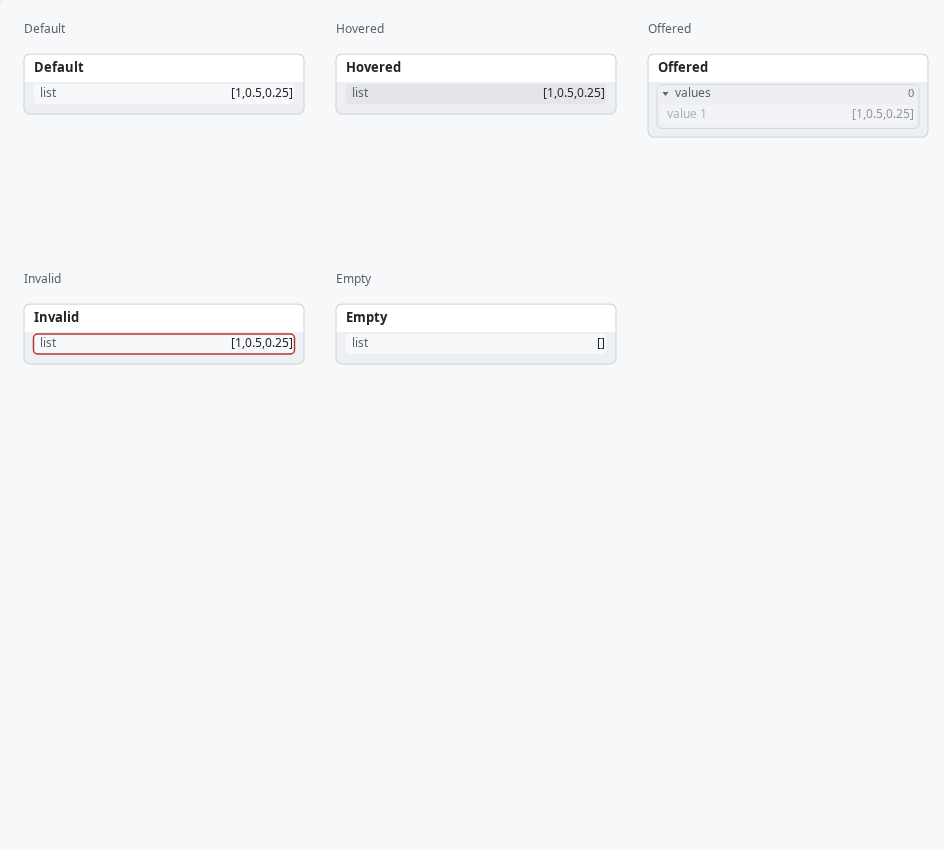 Default
Hovered
Offered
Default
list [1,0.5,0.25]
Hovered
list [1,0.5,0.25]
Offered
values 0
value 1 [1,0.5,0.25]
Invalid
Empty
Invalid
list [1,0.5,0.25]
Empty
list []